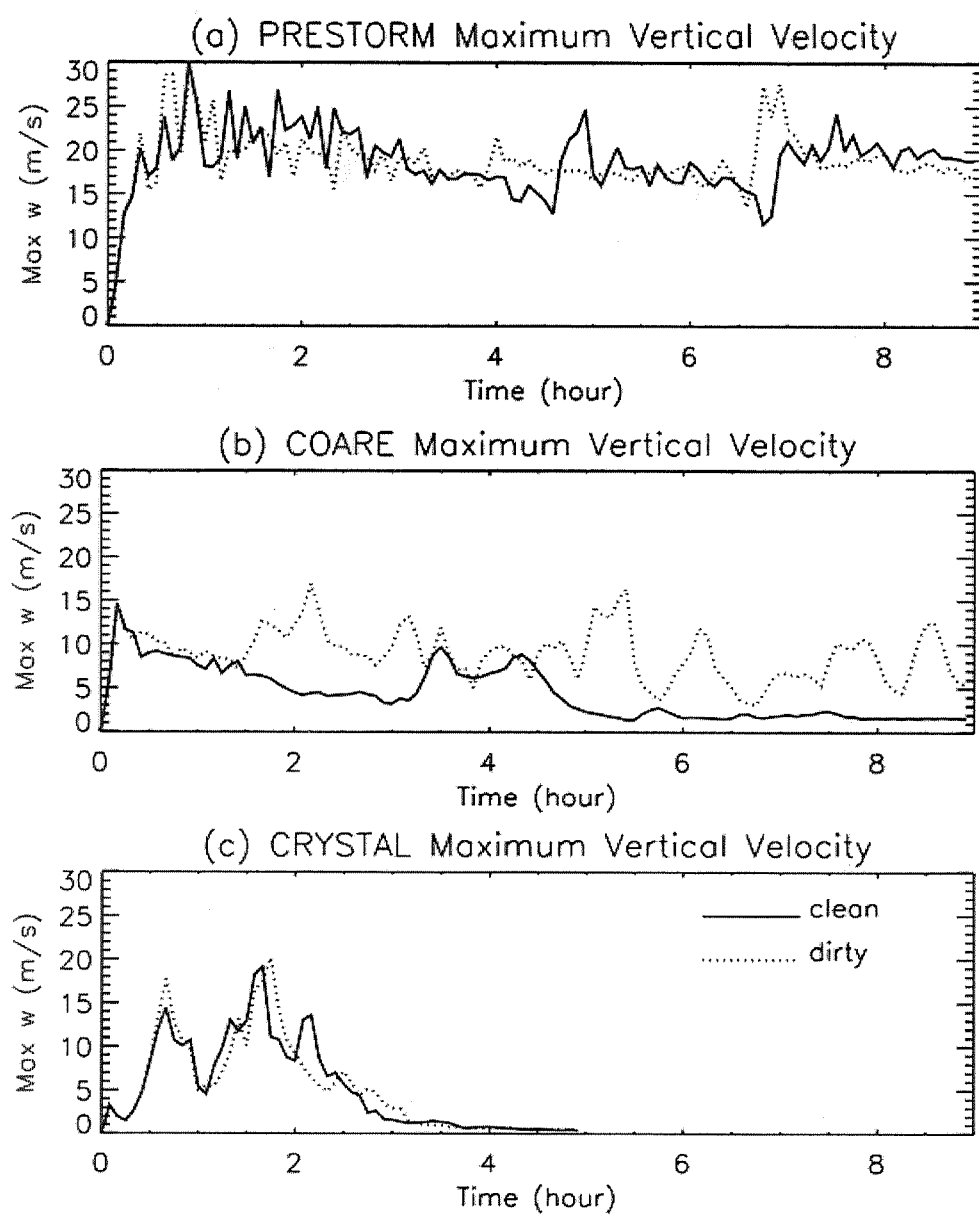 (a) PRESTORM Maximum Vertical Velocity
30
25
20
15
10
5
0
Max w (m/s)
0 2 4 6 8
Time (hour)
(b) COARE Maximum Vertical Velocity
30
25
20
15
10
5
0
Max w (m/s)
0 2 4 6 8
Time (hour)
(c) CRYSTAL Maximum Vertical Velocity
30
25
20
15
10
5
0
Max w (m/s)
clean
dirty
0 2 4 6 8
Time (hour)